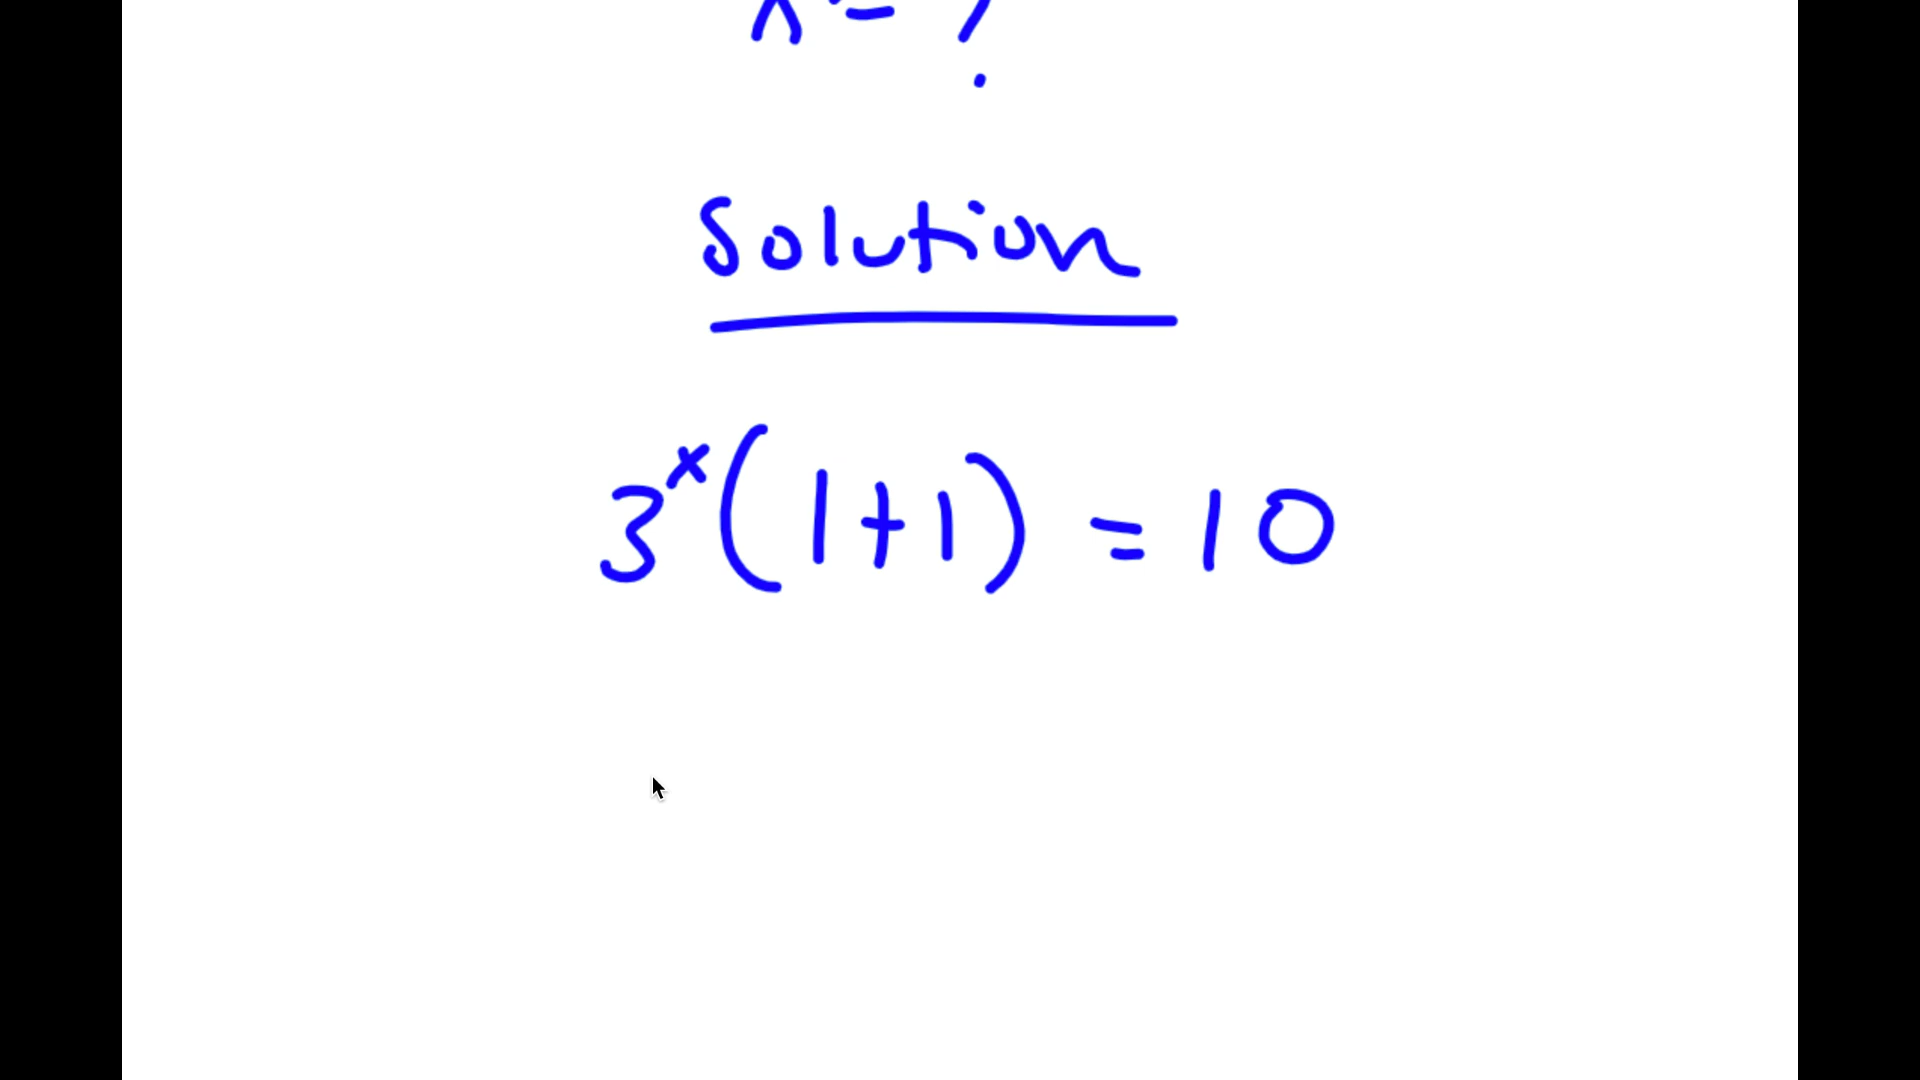 x = ?
Solution
3^x(1+1) = 10